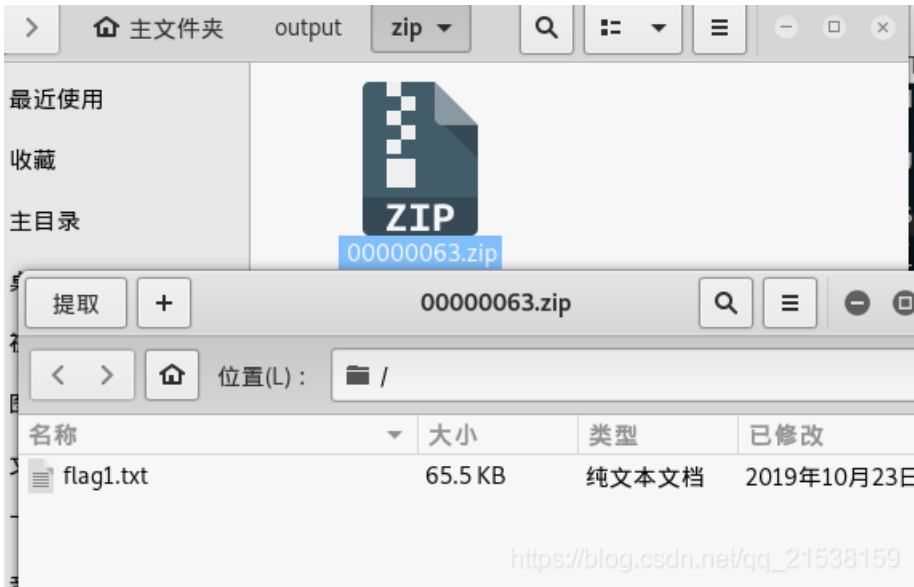 主文件夹 output zip
最近使用
收藏
主目录
ZIP
00000063.zip
提取 + 00000063.zip
位置(L)： /
名称 大小 类型 已修改
flag1.txt 65.5 KB 纯文本文档 2019年10月23日
https://blog.csdn.net/qq_21538159